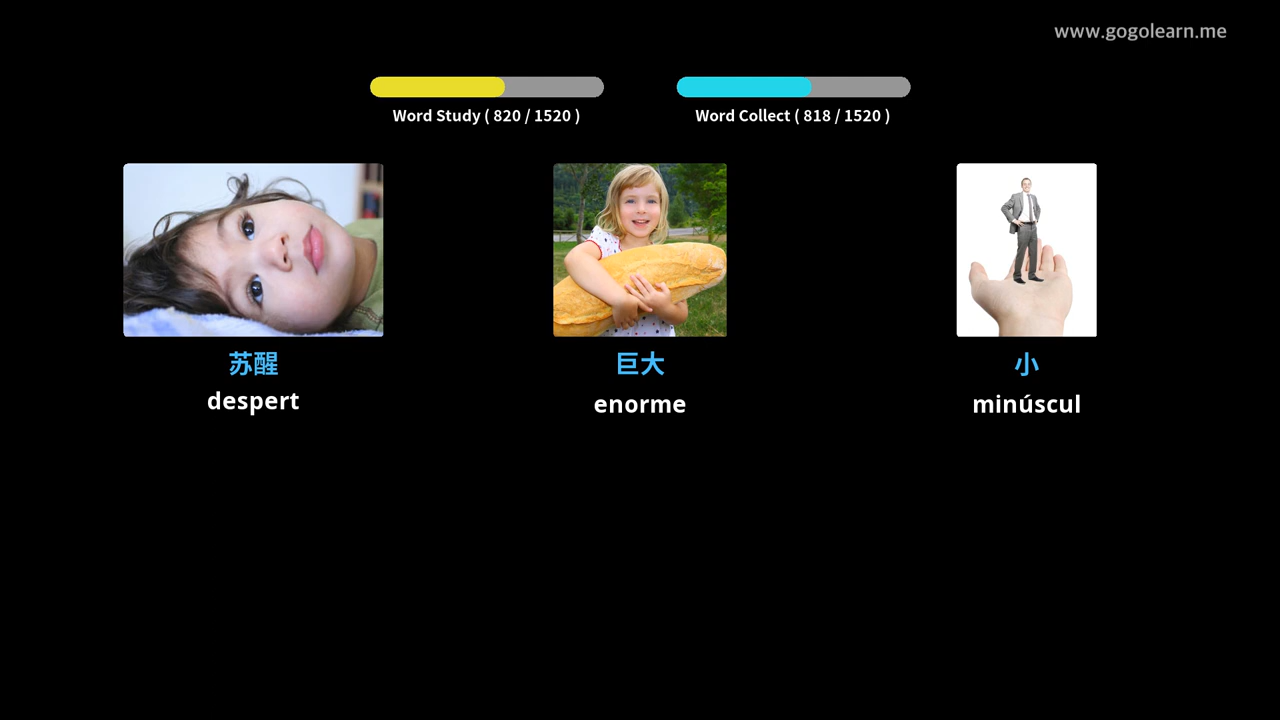 www.gogolearn.me
Word Study ( 820 / 1520 )
Word Collect ( 818 / 1520 )
苏醒
巨大
小
despert
enorme
minúscul